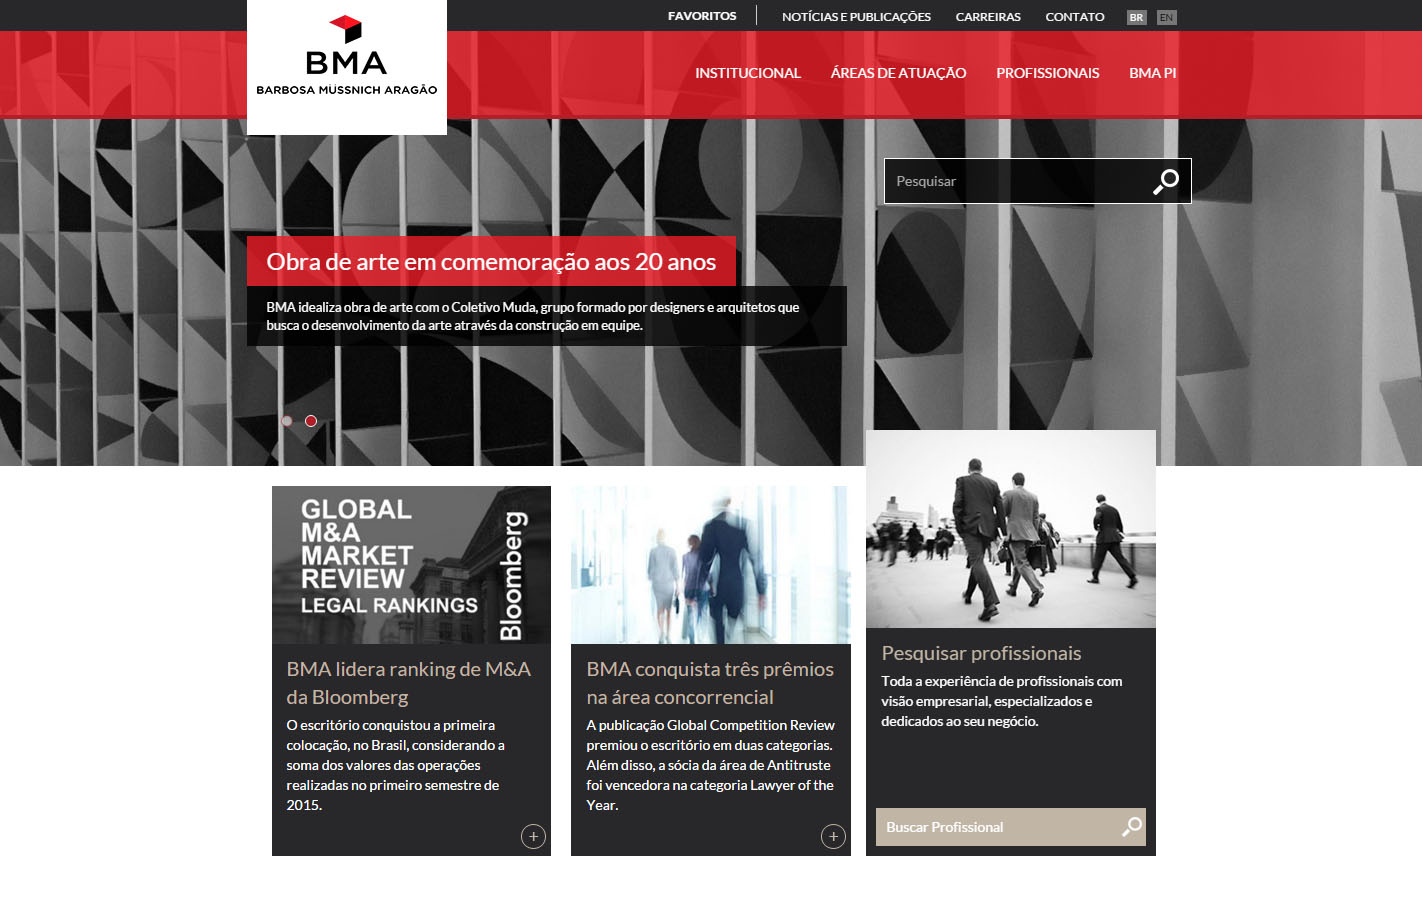 FAVORITOS
NOTÍCIAS E PUBLICAÇÕES
CARREIRAS
CONTATO
BR
EN
BMA
BARBOSA MÜSSNICH ARAGÃO
INSTITUCIONAL
ÁREAS DE ATUAÇÃO
PROFISSIONAIS
BMA PI
Pesquisar
Obra de arte em comemoração aos 20 anos
BMA idealiza obra de arte com o Coletivo Muda, grupo formado por designers e arquitetos que
busca o desenvolvimento da arte através da construção em equipe.
GLOBAL
M&A
MARKET
REVIEW
LEGAL RANKINGS
Bloomberg
BMA lidera ranking de M&A
da Bloomberg
O escritório conquistou a primeira
colocação, no Brasil, considerando a
soma dos valores das operações
realizadas no primeiro semestre de
2015.
BMA conquista três prêmios
na área concorrencial
A publicação Global Competition Review
premiou o escritório em duas categorias.
Além disso, a sócia da área de Antitruste
foi vencedora na categoria Lawyer of the
Year.
Pesquisar profissionais
Toda a experiência de profissionais com
visão empresarial, especializados e
dedicados ao seu negócio.
Buscar Profissional